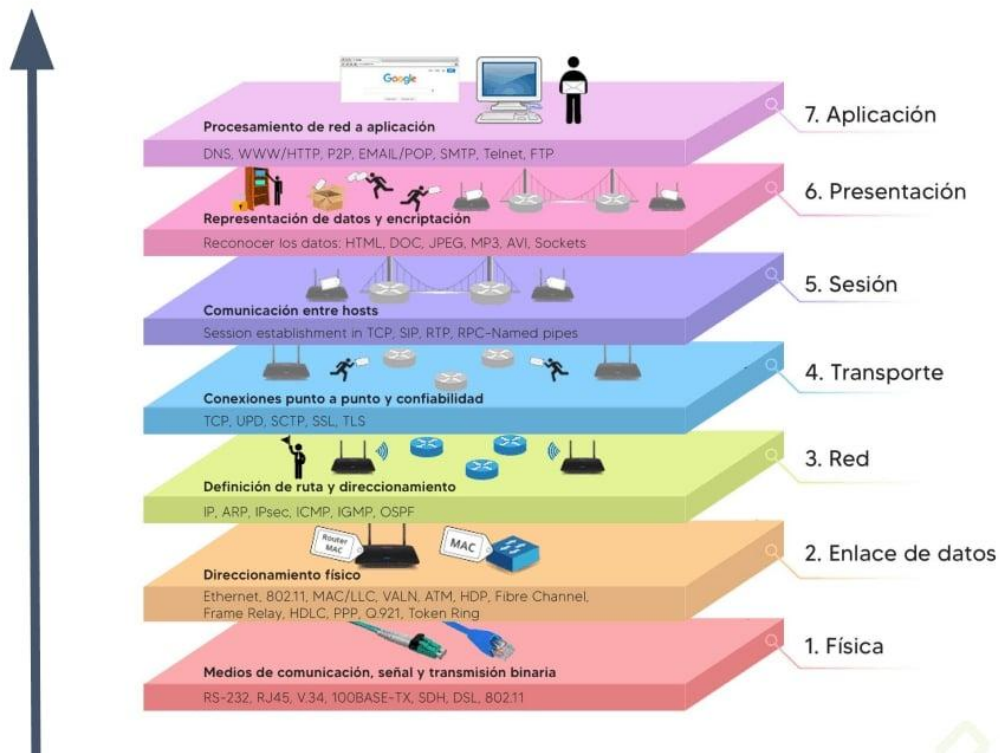 Google
Procesamiento de red a aplicación
DNS, WWW/HTTP, P2P, EMAIL/POP, SMTP, Telnet, FTP
7. Aplicación
Representación de datos y encriptación
Reconocer los datos: HTML, DOC, JPEG, MP3, AVI, Sockets
6. Presentación
Comunicación entre hosts
Session establishment in TCP, SIP, RTP, RPC-Named pipes
5. Sesión
Conexiones punto a punto y confiabilidad
TCP, UPD, SCTP, SSL, TLS
4. Transporte
Definición de ruta y direccionamiento
IP, ARP, IPsec, ICMP, IGMP, OSPF
3. Red
Router
MAC
MAC
Direccionamiento físico
Ethernet, 802.11, MAC/LLC, VALN, ATM, HDP, Fibre Channel,
Frame Relay, HDLC, PPP, Q.921, Token Ring
2. Enlace de datos
Medios de comunicación, señal y transmisión binaria
RS-232, RJ45, V.34, 100BASE-TX, SDH, DSL, 802.11
1. Física